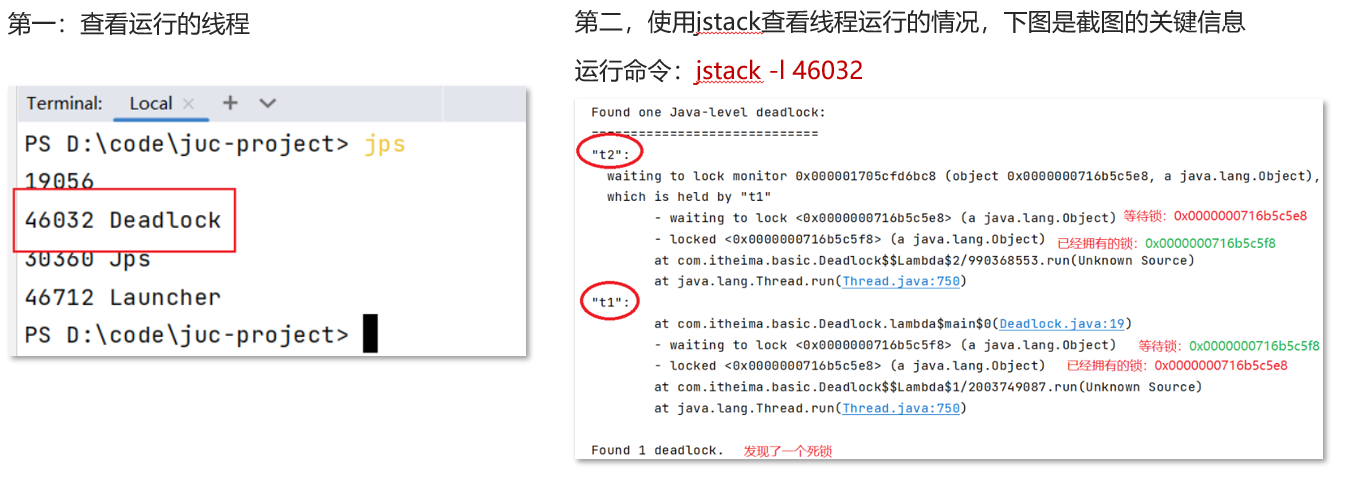 第一：查看运行的线程
Terminal: Local × +
PS D:\code\juc-project> jps
19056
46032 Deadlock
30360 Jps
46712 Launcher
PS D:\code\juc-project>
第二，使用jstack查看线程运行的情况，下图是截图的关键信息
运行命令：jstack -l 46032
Found one Java-level deadlock:
=============================
"t2":
waiting to lock monitor 0x000001705cfd6bc8 (object 0x0000000716b5c5e8, a java.lang.Object),
which is held by "t1"
- waiting to lock <0x0000000716b5c5e8> (a java.lang.Object) 等待锁：0x0000000716b5c5e8
- locked <0x0000000716b5c5f8> (a java.lang.Object) 已经拥有的锁：0x0000000716b5c5f8
at com.itheima.basic.Deadlock$$Lambda$2/990368553.run(Unknown Source)
at java.lang.Thread.run(Thread.java:750)
"t1":
at com.itheima.basic.Deadlock.lambda$main$0(Deadlock.java:19)
- waiting to lock <0x0000000716b5c5f8> (a java.lang.Object) 等待锁：0x0000000716b5c5f8
- locked <0x0000000716b5c5e8> (a java.lang.Object) 已经拥有的锁：0x0000000716b5c5e8
at com.itheima.basic.Deadlock$$Lambda$1/2003749087.run(Unknown Source)
at java.lang.Thread.run(Thread.java:750)
Found 1 deadlock. 发现了一个死锁